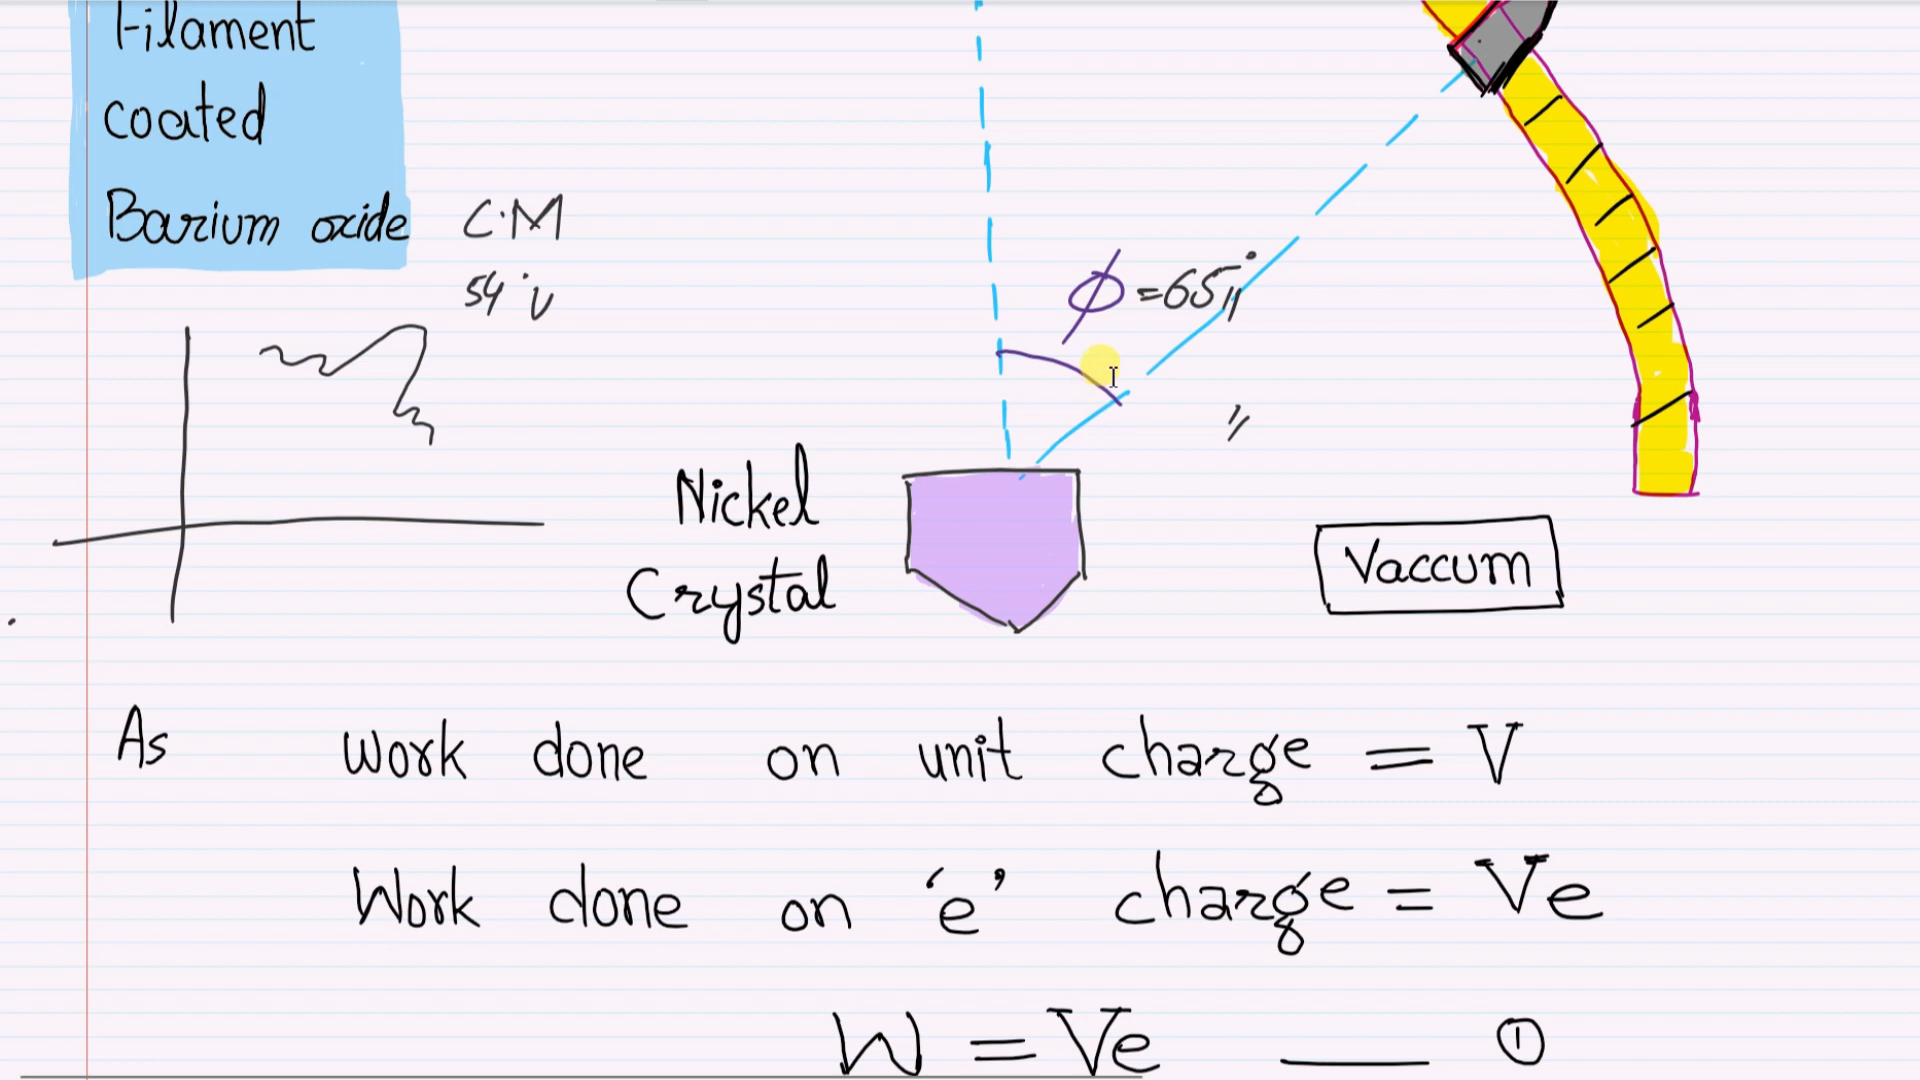 Filament
coated
Barium oxide
C.M
54 V
ϕ = 65°
Nickel
Crystal
Vaccum
As Work done on unit charge = V
Work done on ‘e’ charge = Ve
W = Ve —— ①